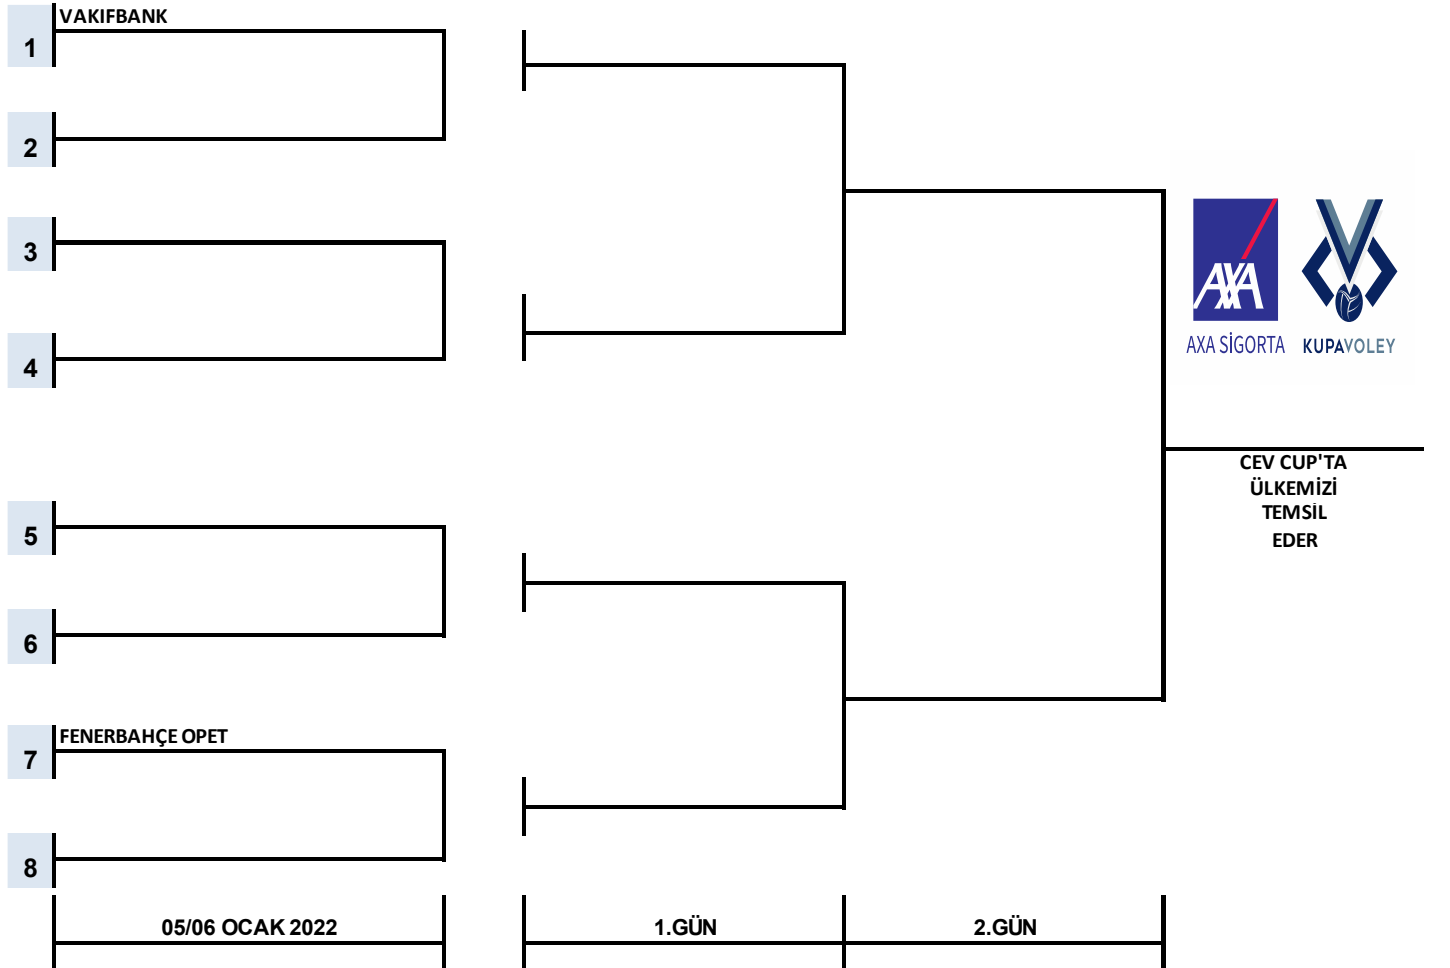 VAKIFBANK
1
2
3
4
AXA
AXA SİGORTA
KUPAVOLEY
CEV CUP'TA
ÜLKEMİZİ
TEMSİL
EDER
5
6
FENERBAHÇE OPET
7
8
05/06 OCAK 2022
1.GÜN
2.GÜN